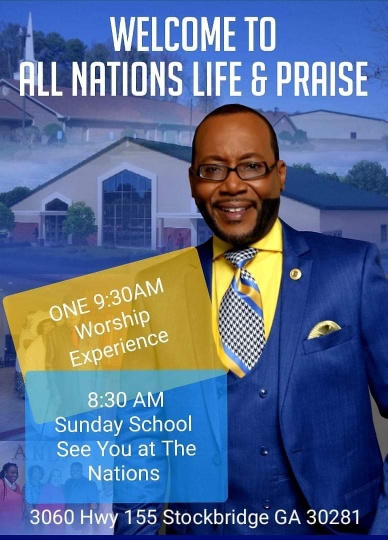 WELCOME TO
ALL NATIONS LIFE & PRAISE
ONE 9:30AM
Worship
Experience
8:30 AM
Sunday School
See You at The
Nations
3060 Hwy 155 Stockbridge GA 30281